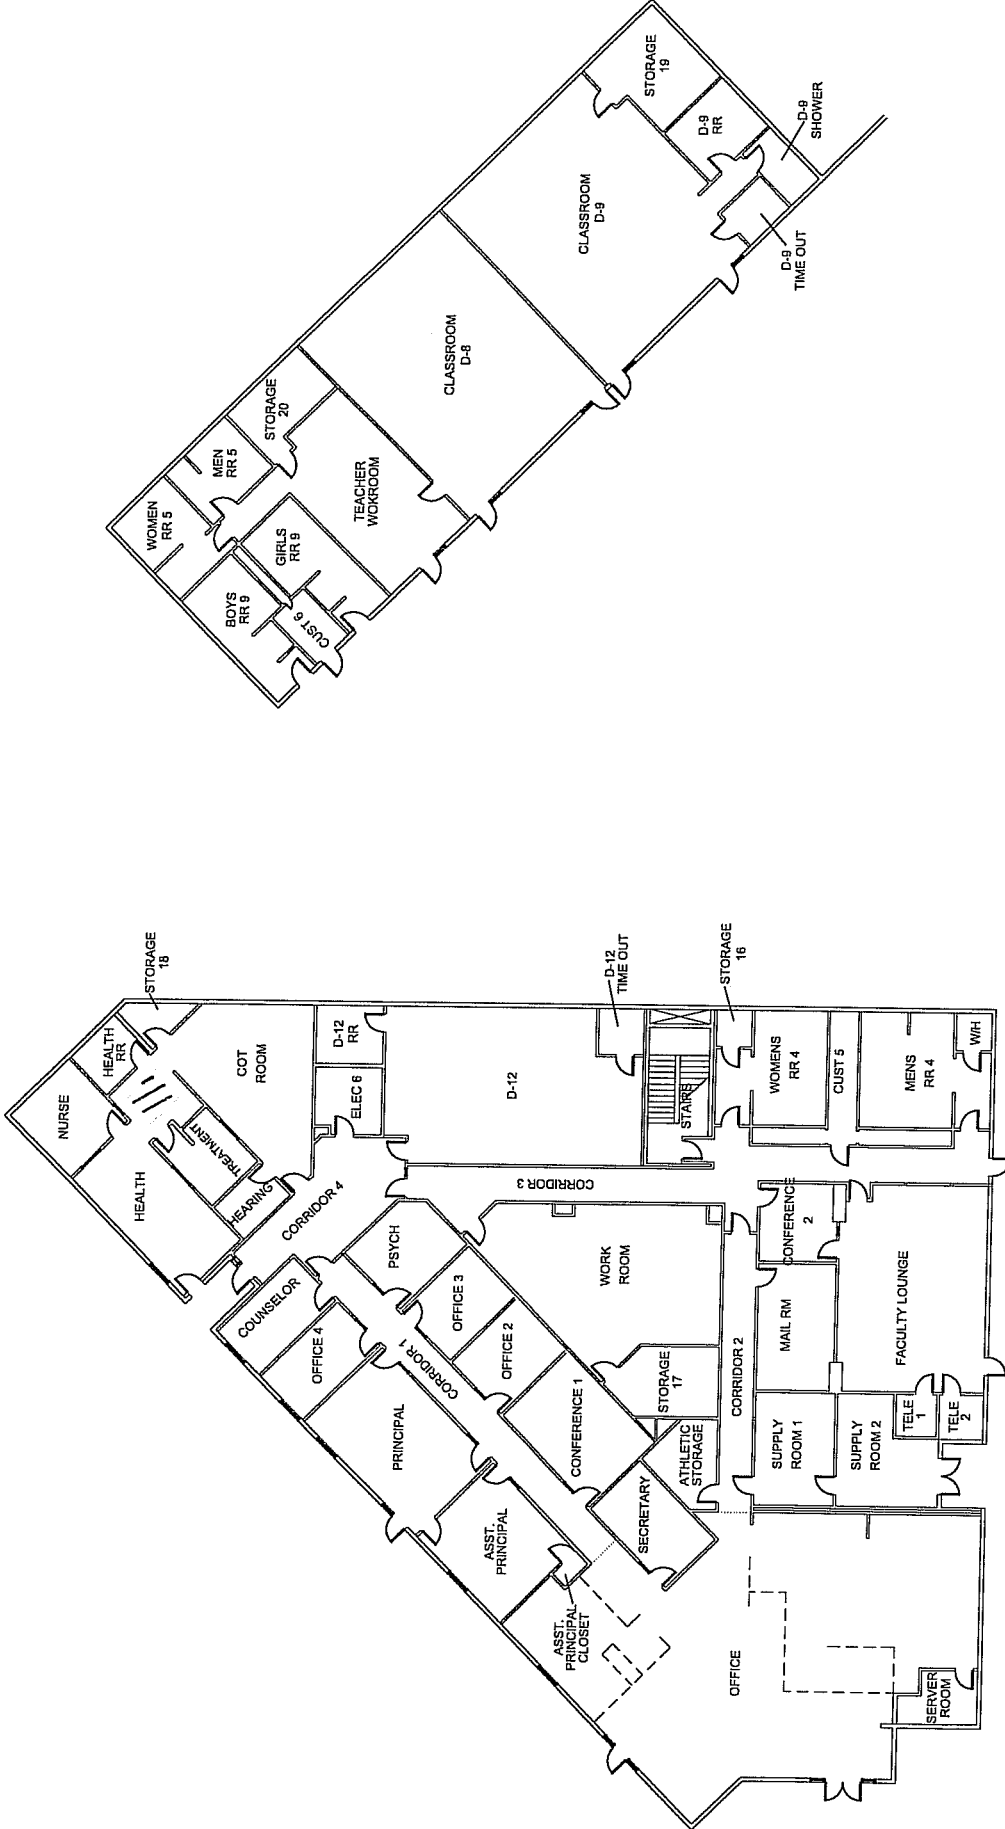 STORAGE
19
D-9
RR
D-9
SHOWER
CLASSROOM
D-9
D-9
TIME OUT
CLASSROOM
D-8
STORAGE
20
MEN
RR 5
WOMEN
RR 5
TEACHER
WOKROOM
GIRLS
RR 9
BOYS
RR 9
CUST 6
STORAGE
18
HEALTH
RR
NURSE
COT
ROOM
D-12
RR
ELEC 6
TREATMENT
HEALTH
HEARING
CORRIDOR 4
D-12
D-12
TIME OUT
STAIRS
STORAGE
16
WOMENS
RR 4
CUST 5
MENS
RR 4
W/H
CORRIDOR 3
COUNSELOR
PSYCH
OFFICE 4
OFFICE 3
CORRIDOR 1
OFFICE 2
WORK
ROOM
CONFERENCE
2
MAIL RM
FACULTY LOUNGE
CORRIDOR 2
STORAGE
17
PRINCIPAL
CONFERENCE 1
ATHLETIC
STORAGE
SUPPLY
ROOM 1
SUPPLY
ROOM 2
TELE
1
TELE
2
ASST.
PRINCIPAL
SECRETARY
ASST.
PRINCIPAL
CLOSET
OFFICE
SERVER
ROOM